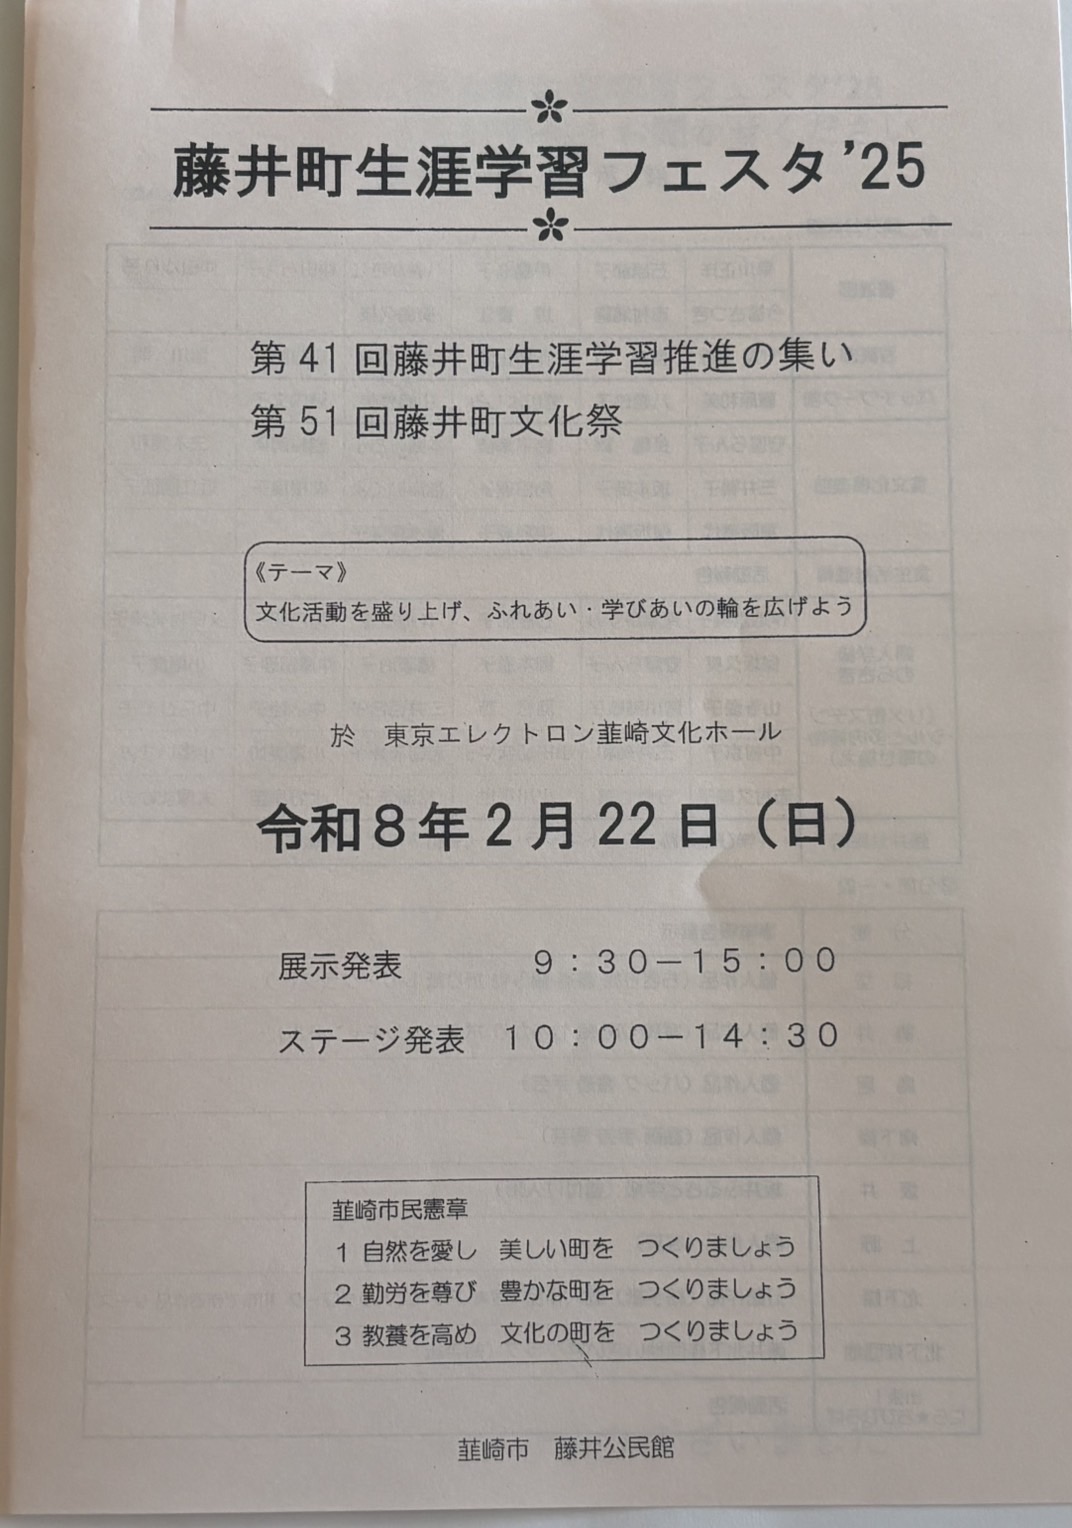 藤井町生涯学習フェスタ’25
第41回藤井町生涯学習推進の集い
第51回藤井町文化祭
《テーマ》
文化活動を盛り上げ、ふれあい・学びあいの輪を広げよう
於　東京エレクトロン韮崎文化ホール
令和８年２月22日（日）
展示発表　９：３０－１５：００
ステージ発表　１０：００－１４：３０
韮崎市民憲章
1 自然を愛し　美しい町を　つくりましょう
2 勤労を尊び　豊かな町を　つくりましょう
3 教養を高め　文化の町を　つくりましょう
韮崎市　藤井公民館